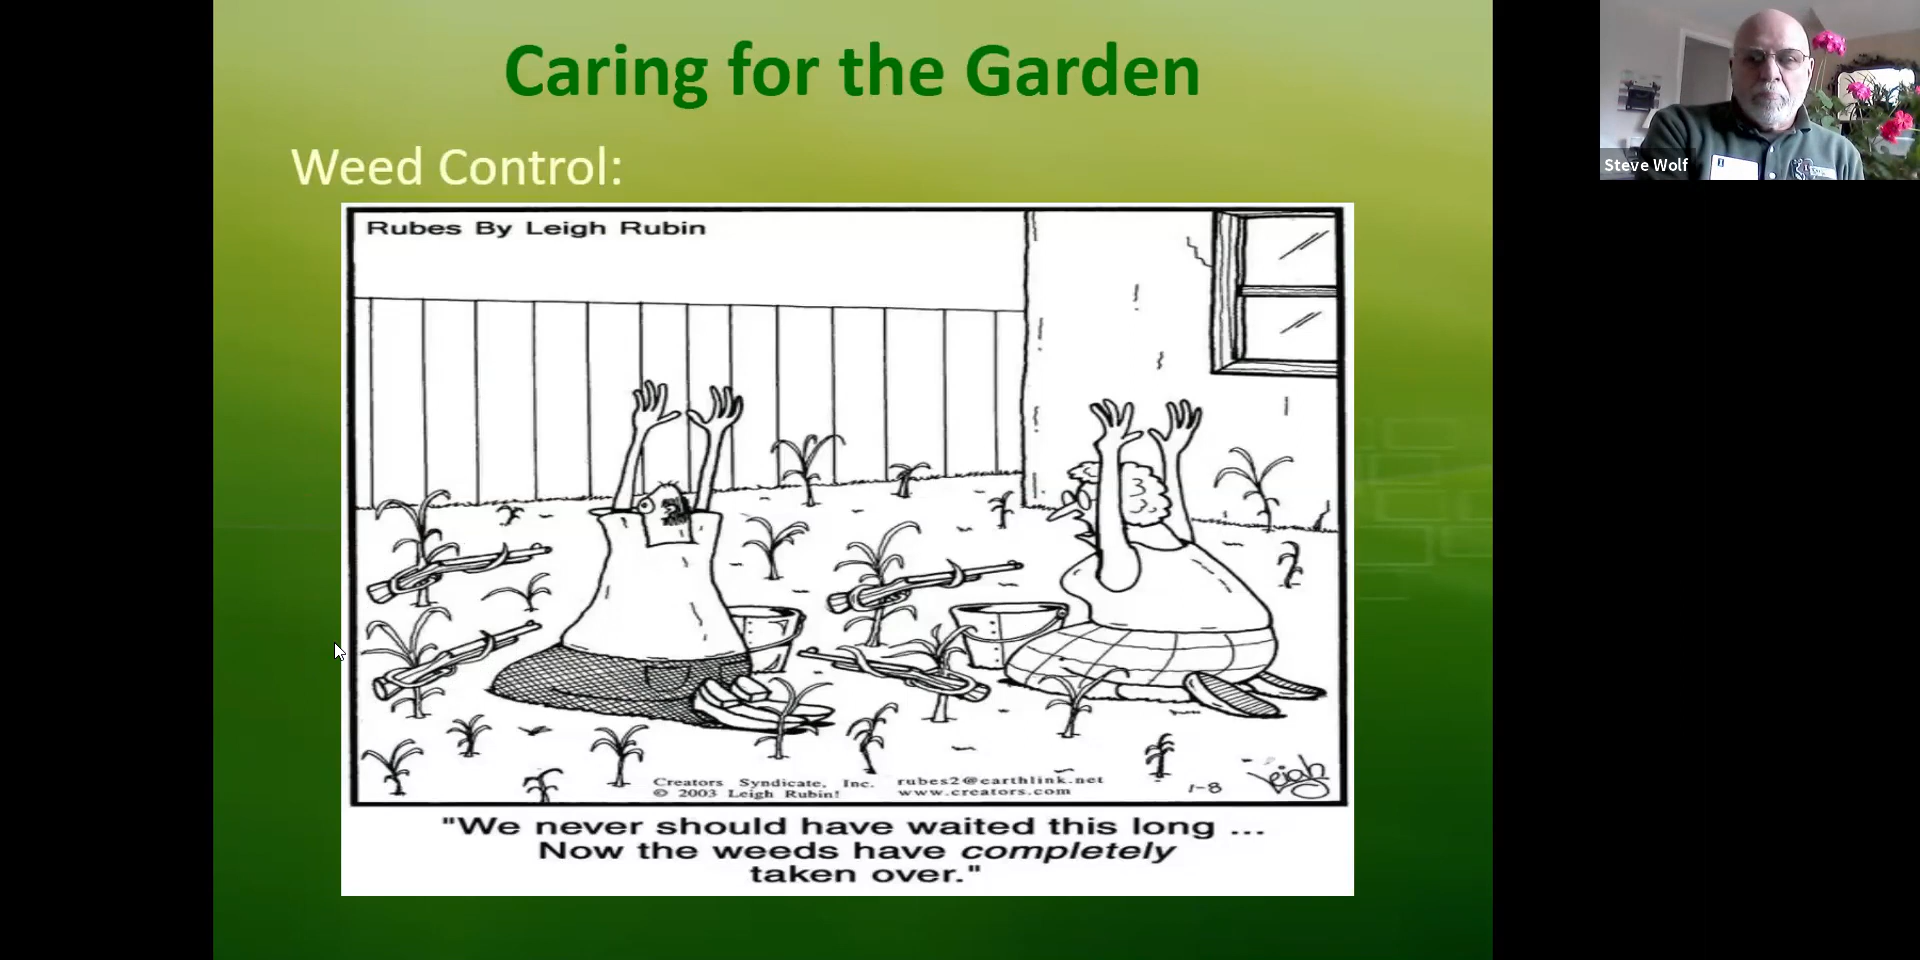 Caring for the Garden
Weed Control:
Rubes By Leigh Rubin
Creators Syndicate, Inc. rubes2@earthlink.net
© 2003 Leigh Rubin! www.creators.com
1-8
Leigh
"We never should have waited this long ...
Now the weeds have completely
taken over."
Steve Wolf